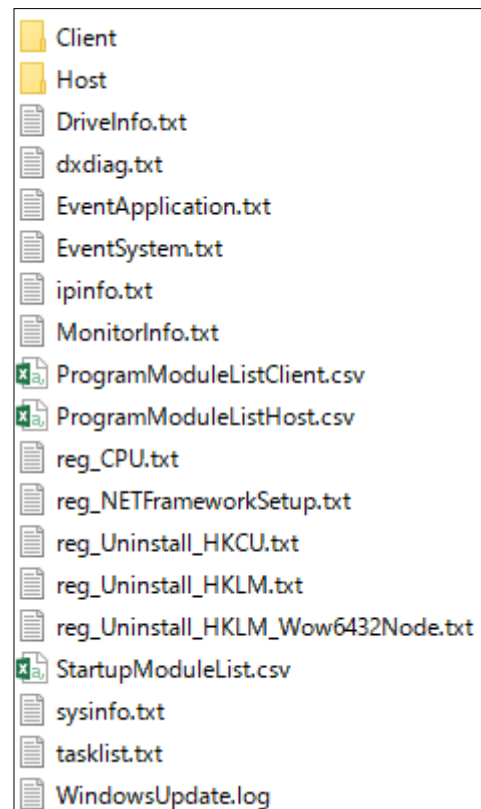 Client
Host
DriveInfo.txt
dxdiag.txt
EventApplication.txt
EventSystem.txt
ipinfo.txt
MonitorInfo.txt
ProgramModuleListClient.csv
ProgramModuleListHost.csv
reg_CPU.txt
reg_NETFrameworkSetup.txt
reg_Uninstall_HKCU.txt
reg_Uninstall_HKLM.txt
reg_Uninstall_HKLM_Wow6432Node.txt
StartupModuleList.csv
sysinfo.txt
tasklist.txt
WindowsUpdate.log